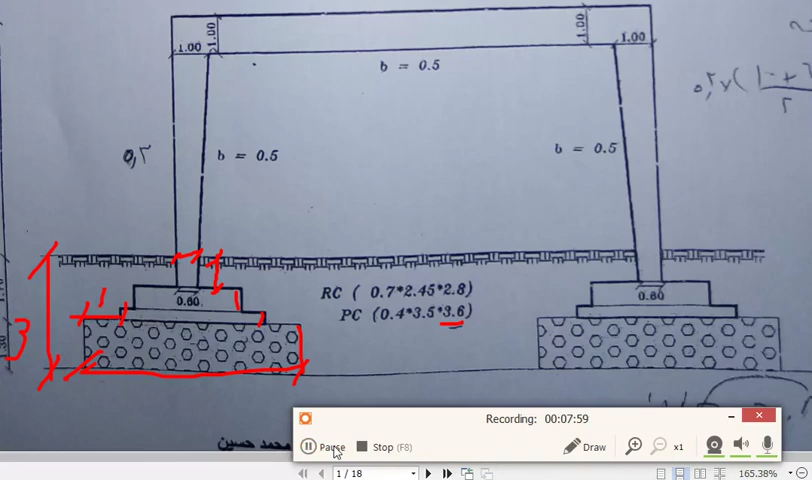 1.00
1.00
1.00
1.00
b = 0.5
b = 0.5
b = 0.5
RC ( 0.7*2.45*2.8)
PC (0.4*3.5*3.6)
0.60
0.60
1
3
محمد حسين
Recording: 00:07:59
Pause
Stop (F8)
Draw
x1
1 / 18
165.38%